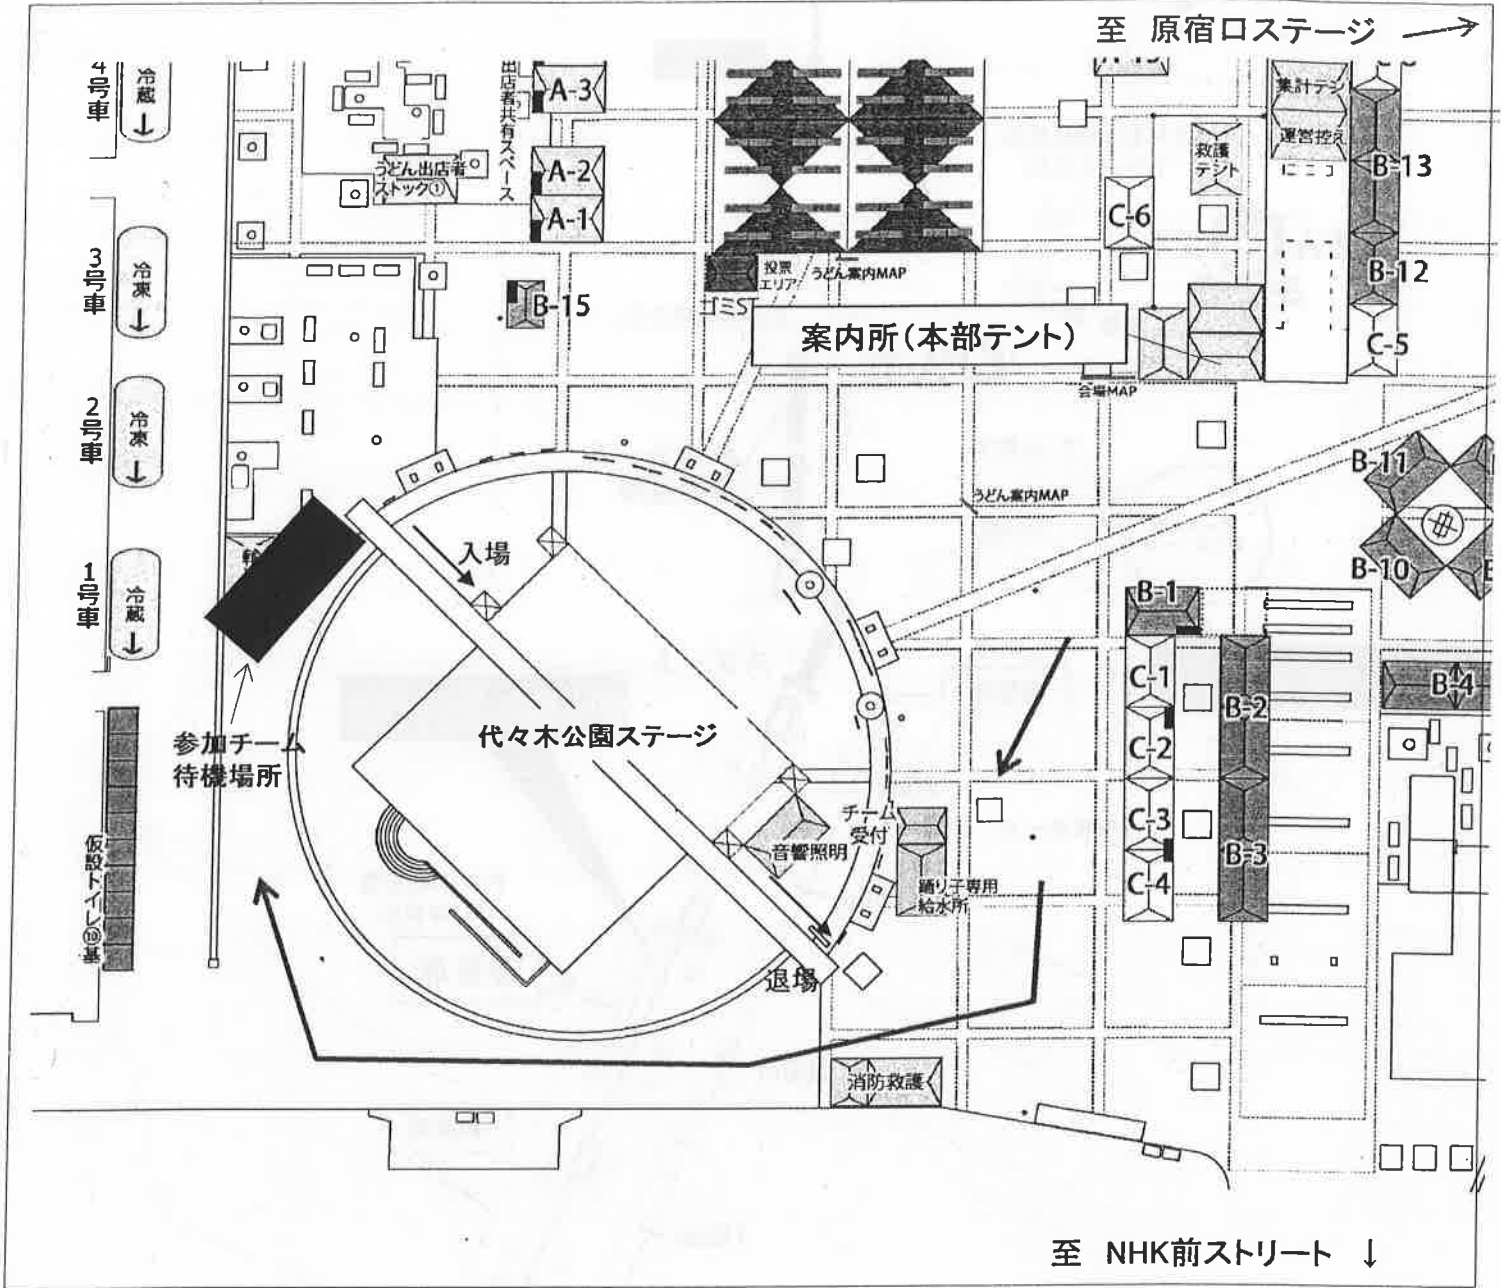 至 原宿口ステージ
4号車
冷蔵
出店者共有スペース
A-3
集計テン
運営控え
救護
テント
B-13
うどん出店者
ストック①
A-2
A-1
C-6
3号車
冷凍
B-15
投票
エリア
うどん案内MAP
ゴミST
B-12
案内所(本部テント)
C-5
会場MAP
2号車
冷凍
B-11
うどん案内MAP
入場
1号車
冷蔵
B-10
B-1
C-1
B-4
B-2
参加チーム
待機場所
代々木公園ステージ
C-2
チーム
受付
C-3
音響照明
B-3
仮設トイレ⑩基
踊り子専用
給水所
C-4
退場
消防救護
至 NHK前ストリート ↓